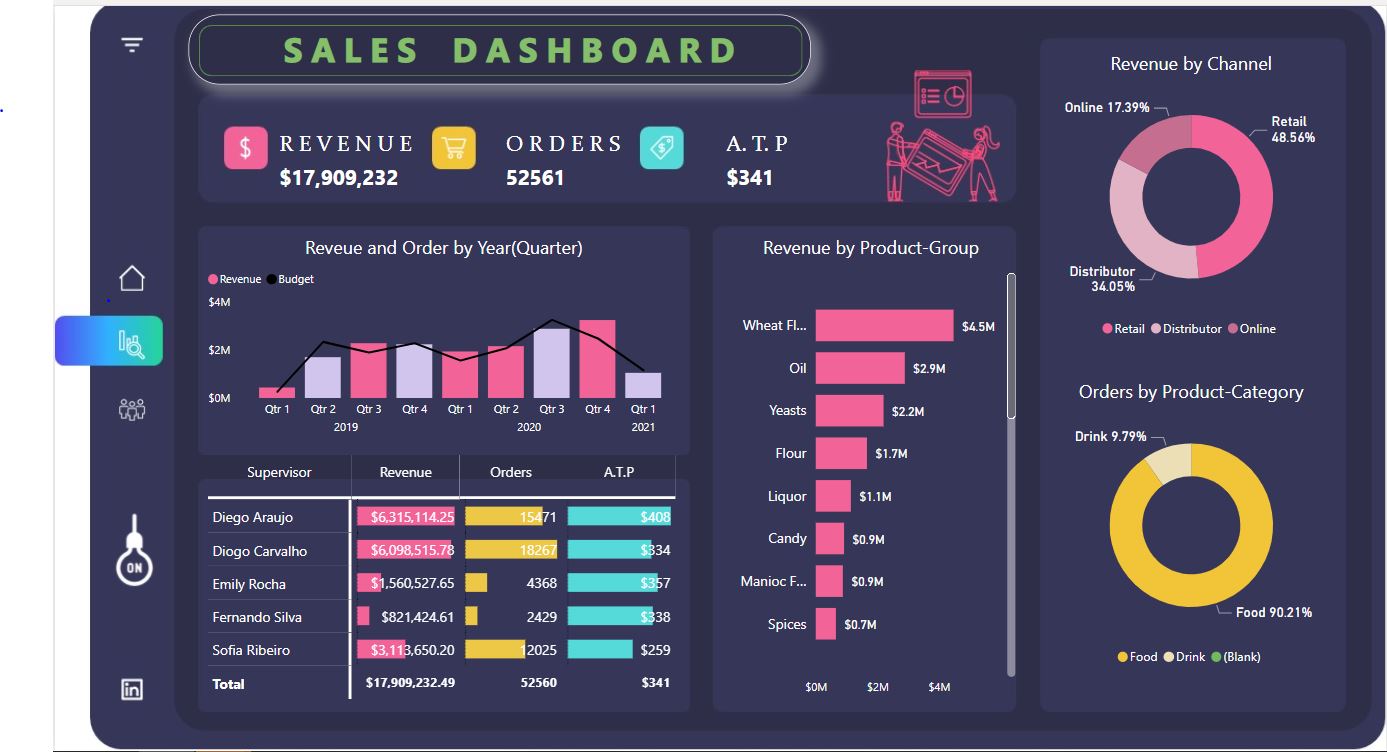 SALES DASHBOARD
REVENUE
$17,909,232
ORDERS
52561
A.T.P
$341
Reveue and Order by Year(Quarter)
Revenue Budget
$4M
$2M
$0M
Qtr 1 Qtr 2 Qtr 3 Qtr 4 Qtr 1 Qtr 2 Qtr 3 Qtr 4 Qtr 1
2019 2020 2021
Supervisor Revenue Orders A.T.P
Diego Araujo $6,315,114.25 15471 $408
Diogo Carvalho $6,098,515.78 18267 $334
Emily Rocha $1,560,527.65 4368 $357
Fernando Silva $821,424.61 2429 $338
Sofia Ribeiro $3,113,650.20 12025 $259
Total $17,909,232.49 52560 $341
Revenue by Product-Group
Wheat Fl... $4.5M
Oil $2.9M
Yeasts $2.2M
Flour $1.7M
Liquor $1.1M
Candy $0.9M
Manioc F... $0.9M
Spices $0.7M
$0M $2M $4M
Revenue by Channel
Online 17.39%
Retail
48.56%
Distributor
34.05%
Retail Distributor Online
Orders by Product-Category
Drink 9.79%
Food 90.21%
Food Drink (Blank)
ON
in